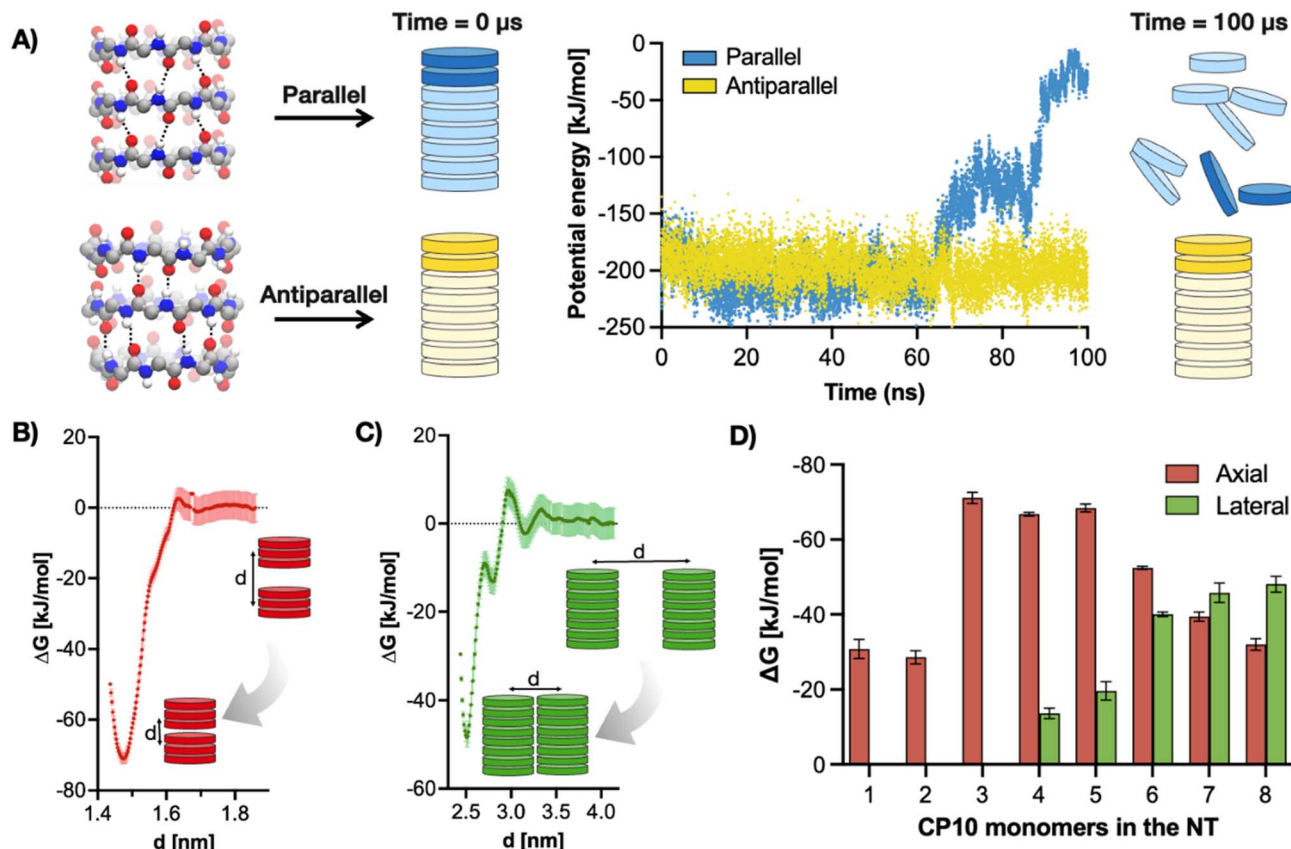 A)
Parallel
Antiparallel
Time = 0 µs
Potential energy [kJ/mol]
0
-50
-100
-150
-200
-250
Parallel
Antiparallel
0 20 40 60 80 100
Time (ns)
Time = 100 µs
B)
ΔG [kJ/mol]
20
0
-20
-40
-60
-80
d
d
1.4 1.6 1.8
d [nm]
C)
ΔG [kJ/mol]
20
0
-20
-40
-60
d
d
2.5 3.0 3.5 4.0
d [nm]
D)
ΔG [kJ/mol]
-80
-60
-40
-20
0
Axial
Lateral
1 2 3 4 5 6 7 8
CP10 monomers in the NT